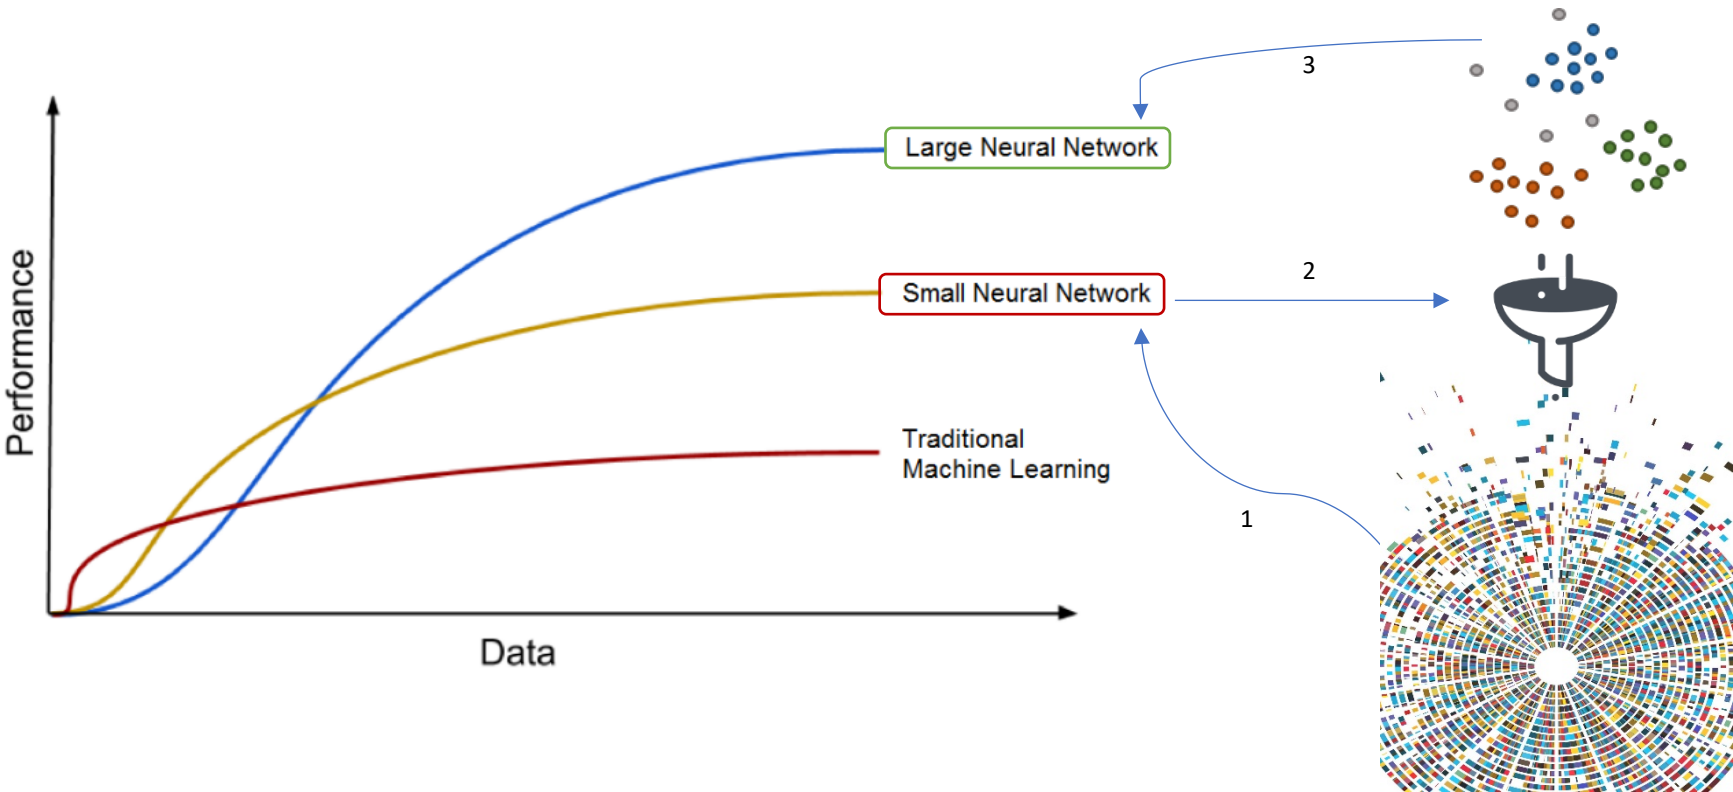 3
Large Neural Network
2
Small Neural Network
Performance
Traditional
Machine Learning
1
Data